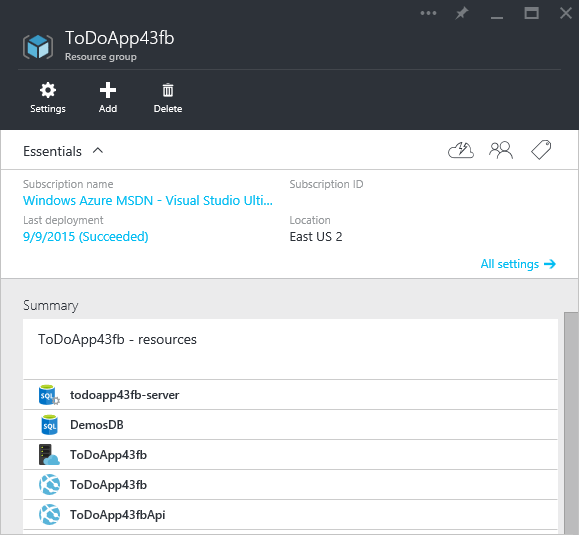 ToDoApp43fb
Resource group
Settings Add Delete
Essentials
Subscription name Subscription ID
Windows Azure MSDN - Visual Studio Ulti...
Last deployment Location
9/9/2015 (Succeeded) East US 2
All settings
Summary
ToDoApp43fb - resources
SQL todoapp43fb-server
SQL DemosDB
ToDoApp43fb
ToDoApp43fb
ToDoApp43fbApi